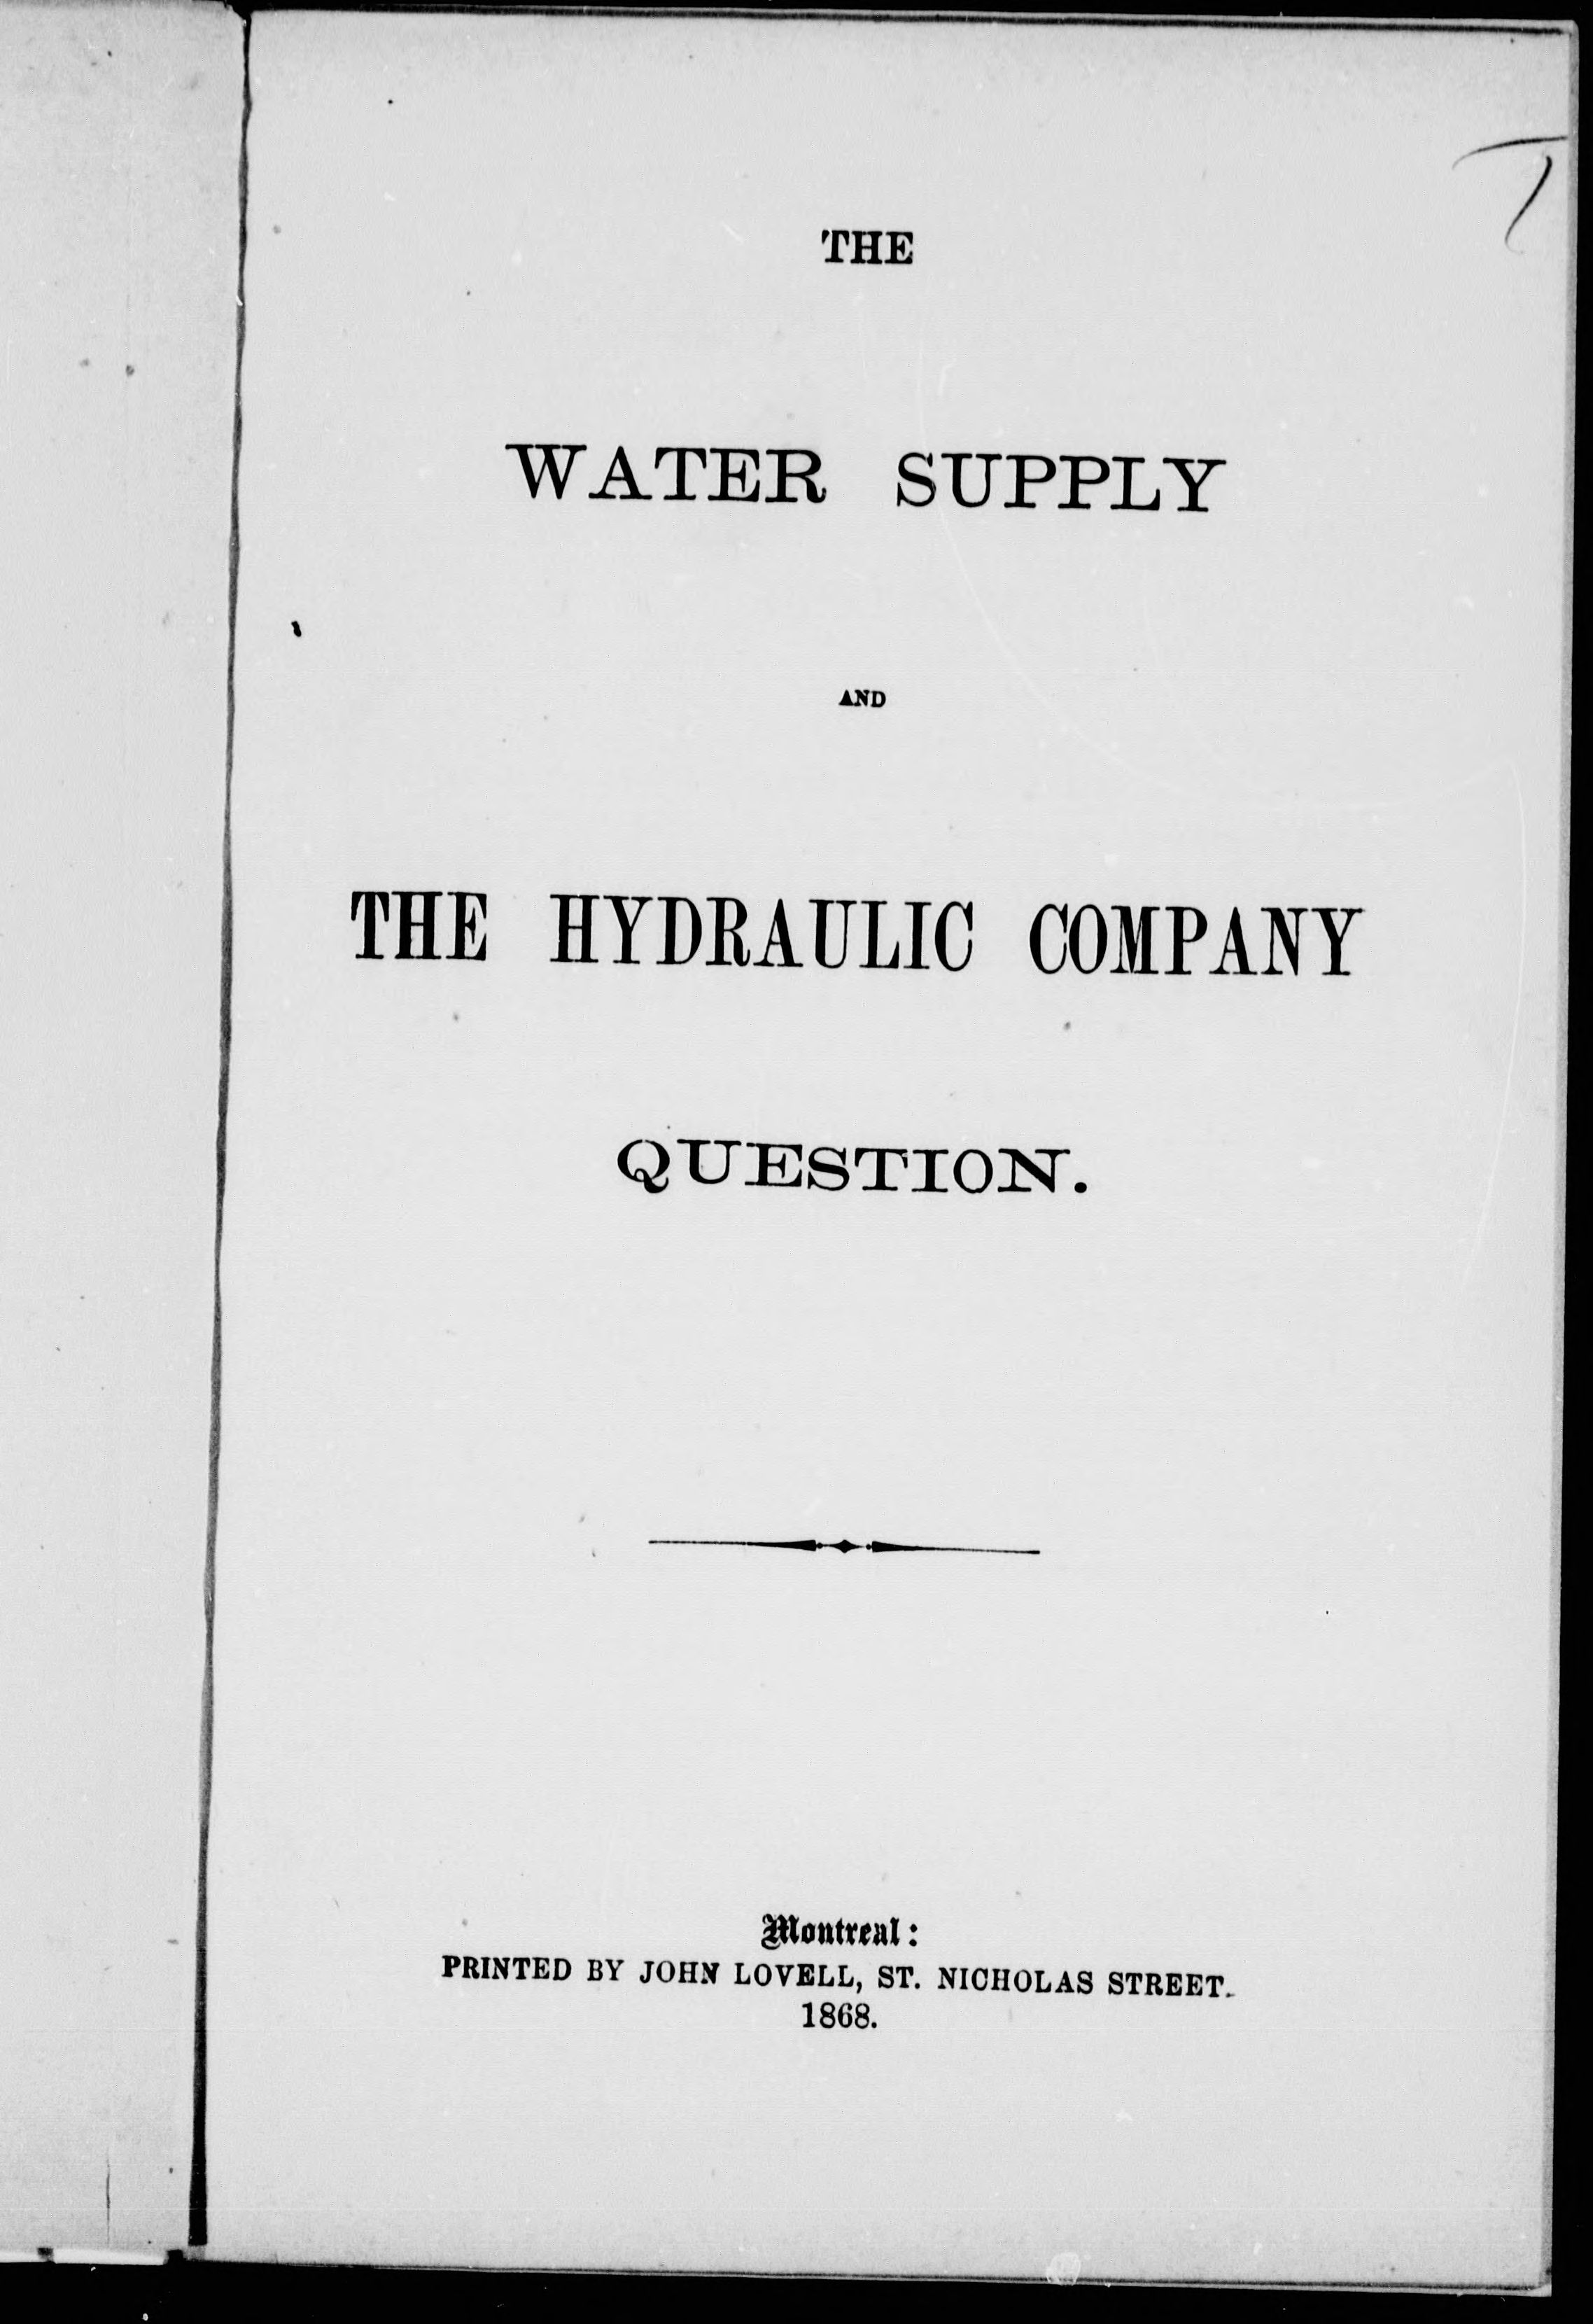 THE
WATER SUPPLY
AND
THE HYDRAULIC COMPANY
QUESTION.
Montreal:
PRINTED BY JOHN LOVELL, ST. NICHOLAS STREET.
1868.